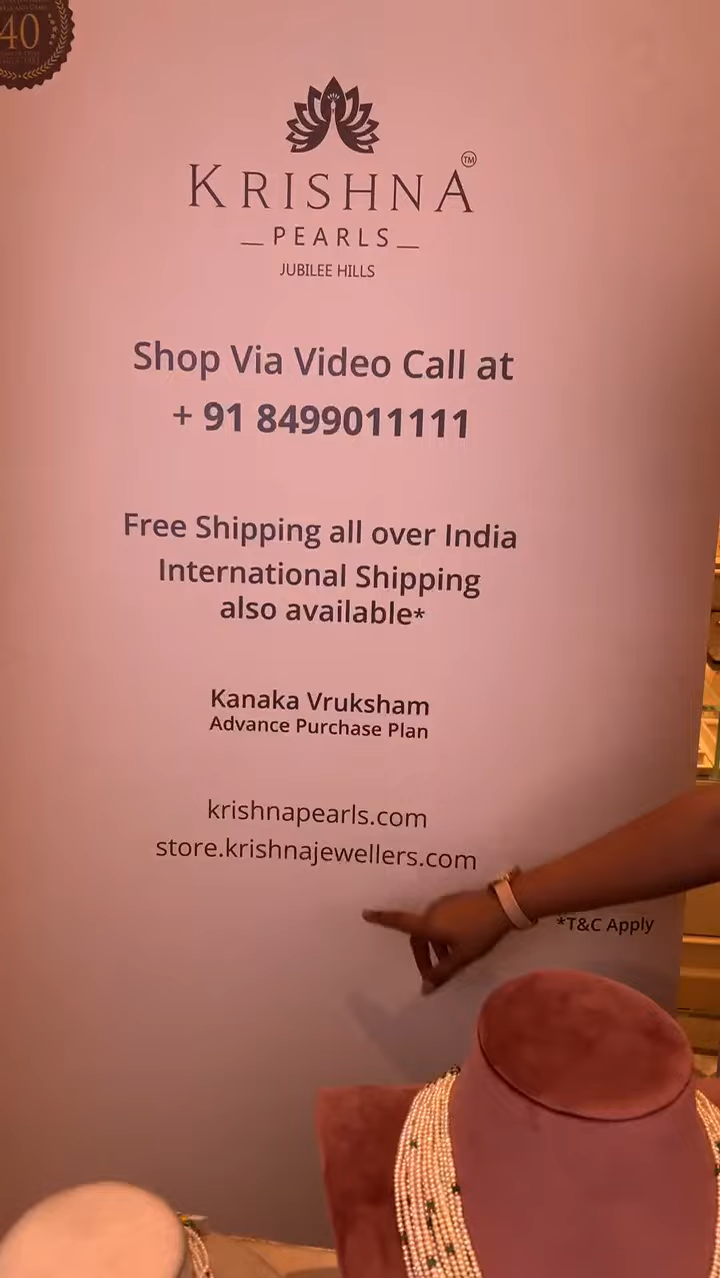 40
KRISHNA
TM
PEARLS
JUBILEE HILLS
Shop Via Video Call at
+ 91 8499011111
Free Shipping all over India
International Shipping
also available*
Kanaka Vruksham
Advance Purchase Plan
krishnapearls.com
store.krishnajewellers.com
*T&C Apply